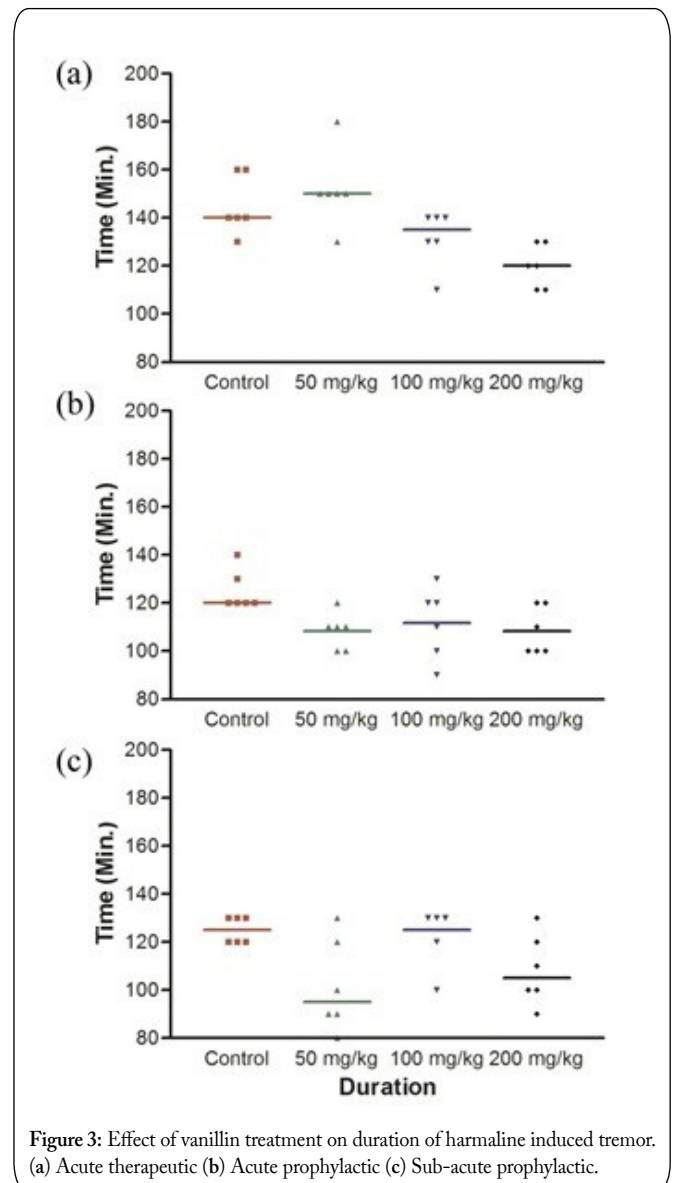 (a)
Time (Min.)
200
180
160
140
120
100
80
Control 50 mg/kg 100 mg/kg 200 mg/kg
(b)
Time (Min.)
200
180
160
140
120
100
80
Control 50 mg/kg 100 mg/kg 200 mg/kg
(c)
Time (Min.)
200
180
160
140
120
100
80
Control 50 mg/kg 100 mg/kg 200 mg/kg
Duration
Figure 3: Effect of vanillin treatment on duration of harmaline induced tremor.
(a) Acute therapeutic (b) Acute prophylactic (c) Sub-acute prophylactic.